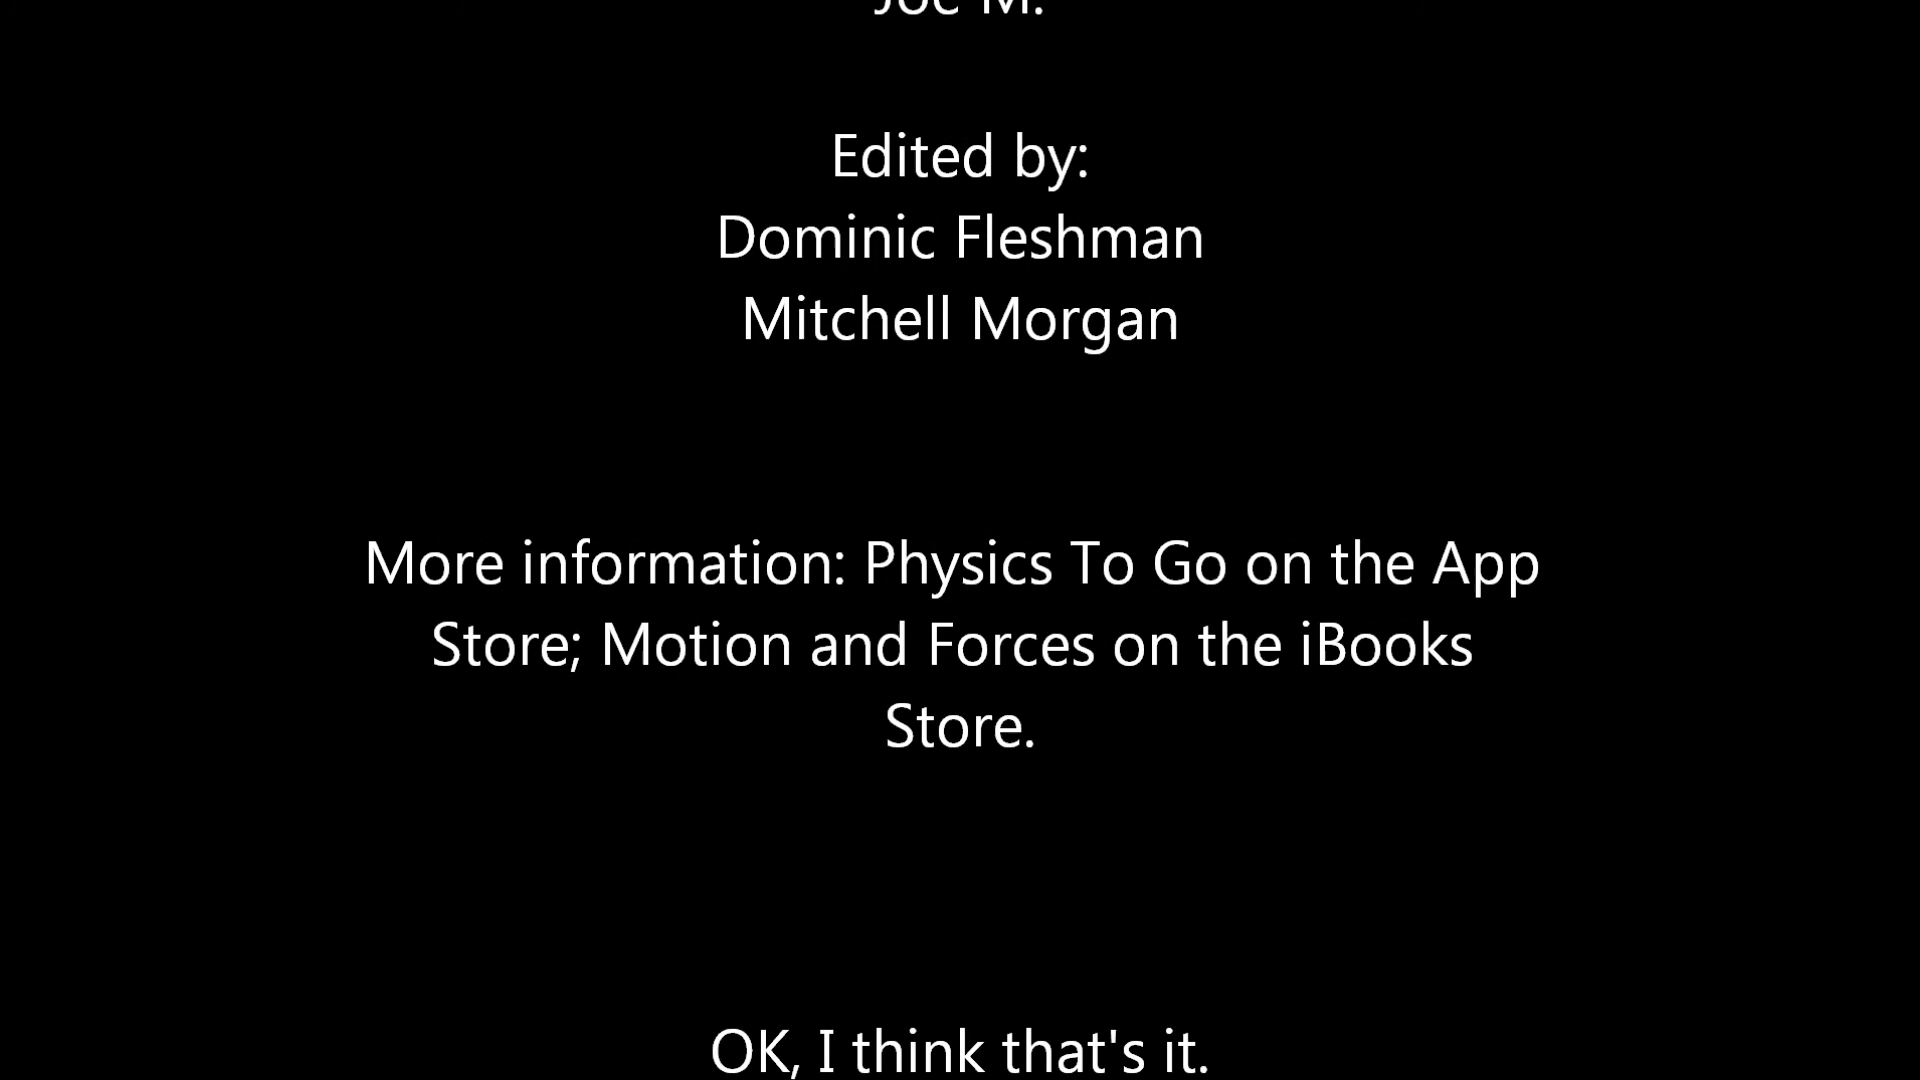 Joe M.
Edited by:
Dominic Fleshman
Mitchell Morgan
More information: Physics To Go on the App
Store; Motion and Forces on the iBooks
Store.
OK, I think that's it.